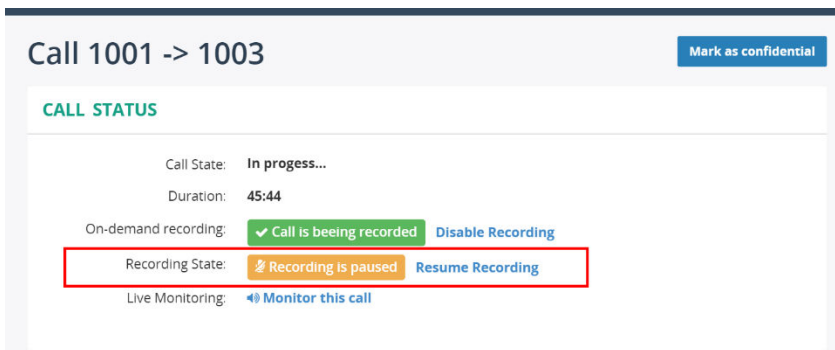 Call 1001 -> 1003
Mark as confidential
CALL STATUS
Call State: In progess...
Duration: 45:44
On-demand recording: Call is beeing recorded Disable Recording
Recording State: Recording is paused Resume Recording
Live Monitoring: Monitor this call